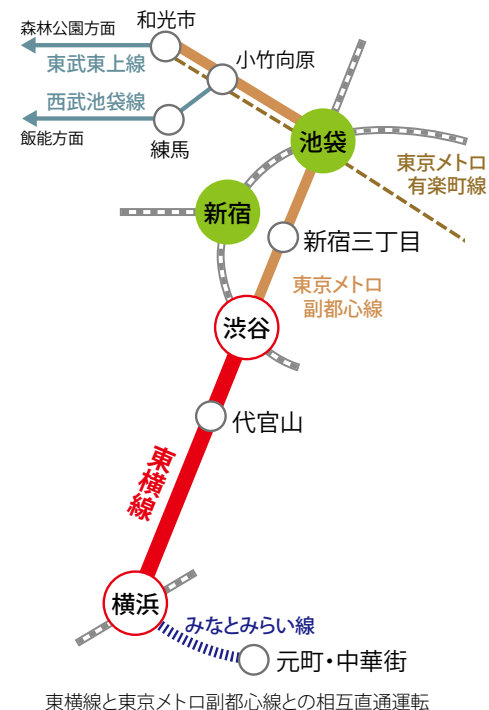 和光市
森林公園方面
小竹向原
東武東上線
西武池袋線
飯能方面
練馬
池袋
東京メトロ
有楽町線
新宿
新宿三丁目
東京メトロ
副都心線
渋谷
代官山
東横線
横浜
みなとみらい線
元町・中華街
東横線と東京メトロ副都心線との相互直通運転